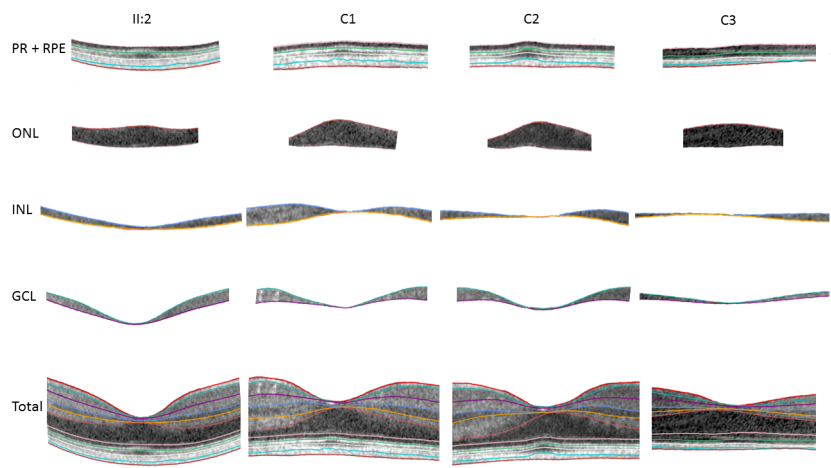 II:2 C1 C2 C3
PR + RPE
ONL
INL
GCL
Total